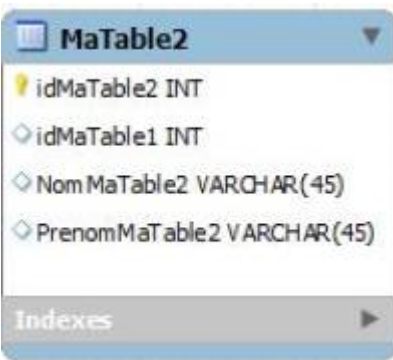 MaTable2
idMaTable2 INT
idMaTable1 INT
NomMaTable2 VARCHAR(45)
PrenomMaTable2 VARCHAR(45)
Indexes